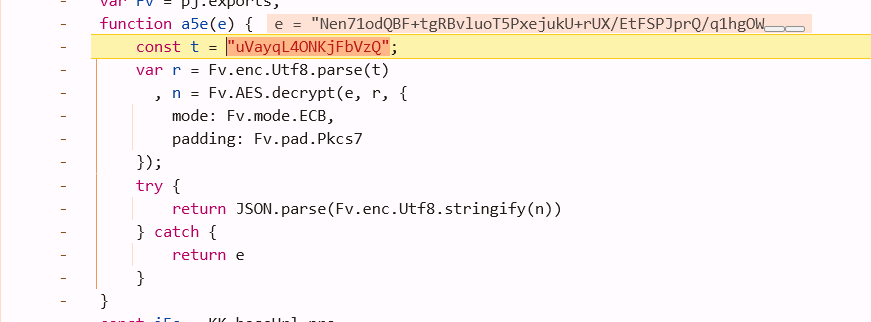 var Fv = pj.exports;
- function a5e(e) { e = "Nen71odQBF+tgRBvluoT5PxejukU+rUX/EtFSPJprQ/q1hgOW
- const t = "uVayqL4ONKjFbVzQ";
- var r = Fv.enc.Utf8.parse(t)
- , n = Fv.AES.decrypt(e, r, {
- mode: Fv.mode.ECB,
- padding: Fv.pad.Pkcs7
- });
- try {
- return JSON.parse(Fv.enc.Utf8.stringify(n))
- } catch {
- return e
- }
- }